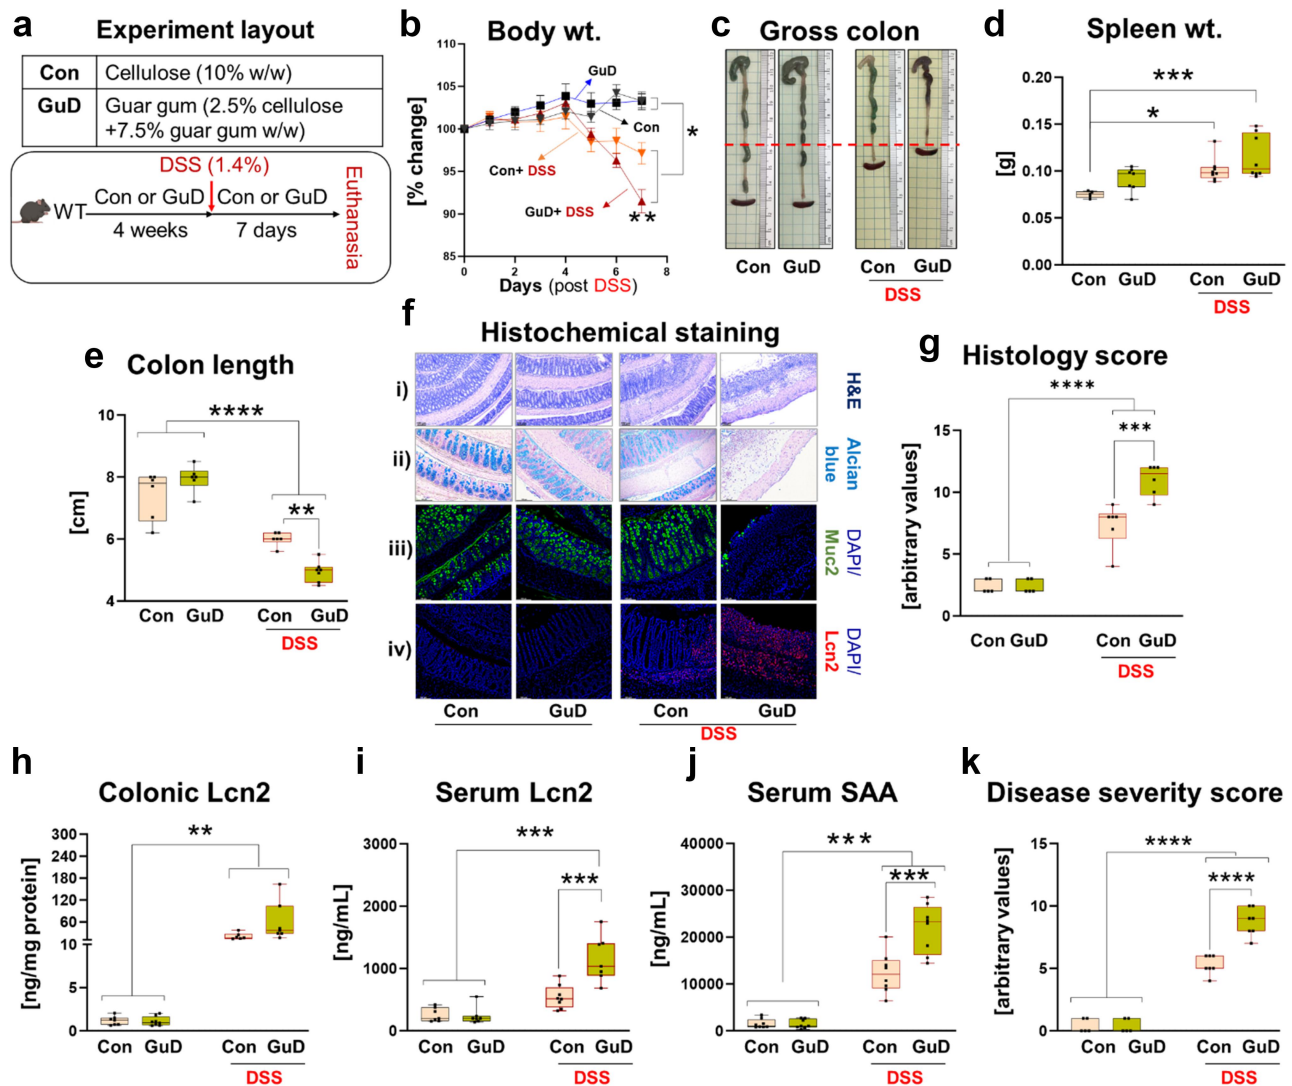 a
Experiment layout
Con
Cellulose (10% w/w)
GuD
Guar gum (2.5% cellulose
+7.5% guar gum w/w)
DSS (1.4%)
WT
Con or GuD
Con or GuD
4 weeks
7 days
Euthanasia
b
Body wt.
[% change]
110
105
100
95
90
85
0
2
4
6
8
GuD
Con
Con+ DSS
GuD+ DSS
*
**
Days (post DSS)
c
Gross colon
Con
GuD
Con
GuD
DSS
d
Spleen wt.
[g]
0.20
0.15
0.10
0.05
0.00
***
*
Con
GuD
Con
GuD
DSS
e
Colon length
[cm]
10
8
6
4
****
**
Con
GuD
Con
GuD
DSS
f
Histochemical staining
i)
H&E
ii)
Alcian
blue
iii)
DAPI/
Muc2
iv)
DAPI/
Lcn2
Con
GuD
Con
GuD
DSS
g
Histology score
[arbitrary values]
15
10
5
0
****
***
Con
GuD
Con
GuD
DSS
h
Colonic Lcn2
[ng/mg protein]
300
240
180
120
60
10
5
0
**
Con
GuD
Con
GuD
DSS
i
Serum Lcn2
[ng/mL]
3000
2000
1000
0
***
***
Con
GuD
Con
GuD
DSS
j
Serum SAA
[ng/mL]
40000
30000
20000
10000
0
***
***
Con
GuD
Con
GuD
DSS
k
Disease severity score
[arbitrary values]
15
10
5
0
****
****
Con
GuD
Con
GuD
DSS